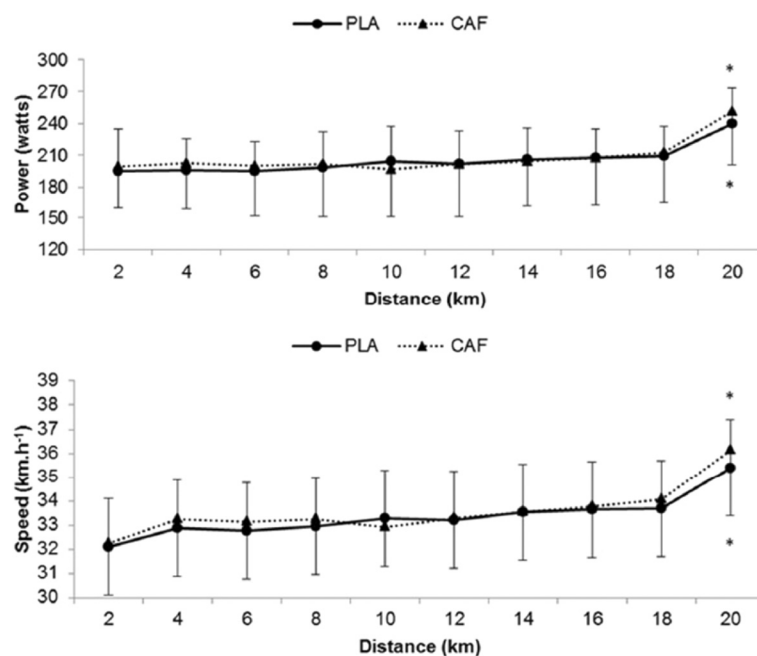 PLA CAF
*
300
270
240
210
180
150
120
*
Power (watts)
2 4 6 8 10 12 14 16 18 20
Distance (km)
PLA CAF
39
38
37
36
35
34
33
32
31
30
*
*
Speed (km.h⁻¹)
2 4 6 8 10 12 14 16 18 20
Distance (km)